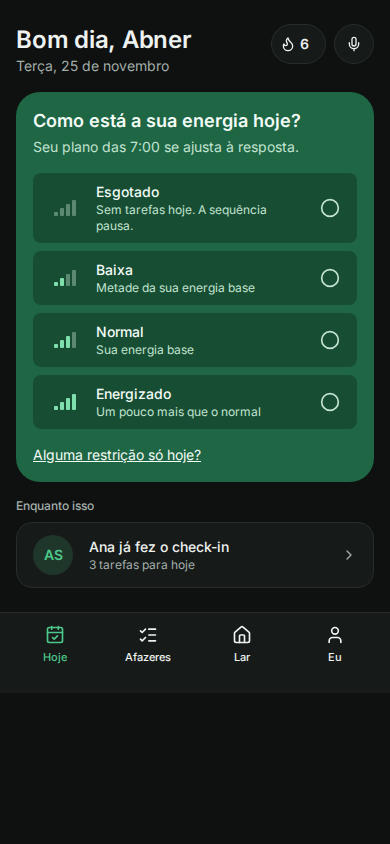 Bom dia, Abner
Terça, 25 de novembro
6
Como está a sua energia hoje?
Seu plano das 7:00 se ajusta à resposta.
Esgotado
Sem tarefas hoje. A sequência
pausa.
Baixa
Metade da sua energia base
Normal
Sua energia base
Energizado
Um pouco mais que o normal
Alguma restrição só hoje?
Enquanto isso
AS
Ana já fez o check-in
3 tarefas para hoje
Hoje
Afazeres
Lar
Eu